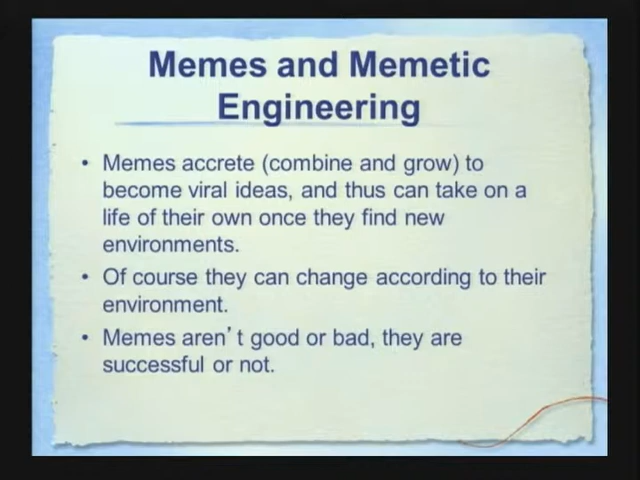 Memes and Memetic
Engineering
• Memes accrete (combine and grow) to
become viral ideas, and thus can take on a
life of their own once they find new
environments.
• Of course they can change according to their
environment.
• Memes aren’t good or bad, they are
successful or not.